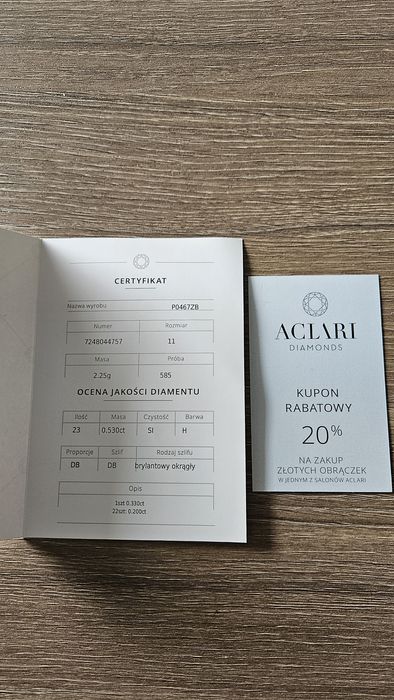 CERTYFIKAT
Nazwa wyrobu P0467ZB
Numer Rozmiar
7248044757 11
Masa Próba
2.25g 585
OCENA JAKOŚCI DIAMENTU
Ilość Masa Czystość Barwa
23 0.530ct SI H
Proporcje Szlif Rodzaj szlifu
DB DB brylantowy okrągły
Opis
1szt 0.330ct
22szt: 0.200ct
ACLARI
DIAMONDS
KUPON
RABATOWY
20%
NA ZAKUP
ZŁOTYCH OBRĄCZEK
W JEDNYM Z SALONÓW ACLARI